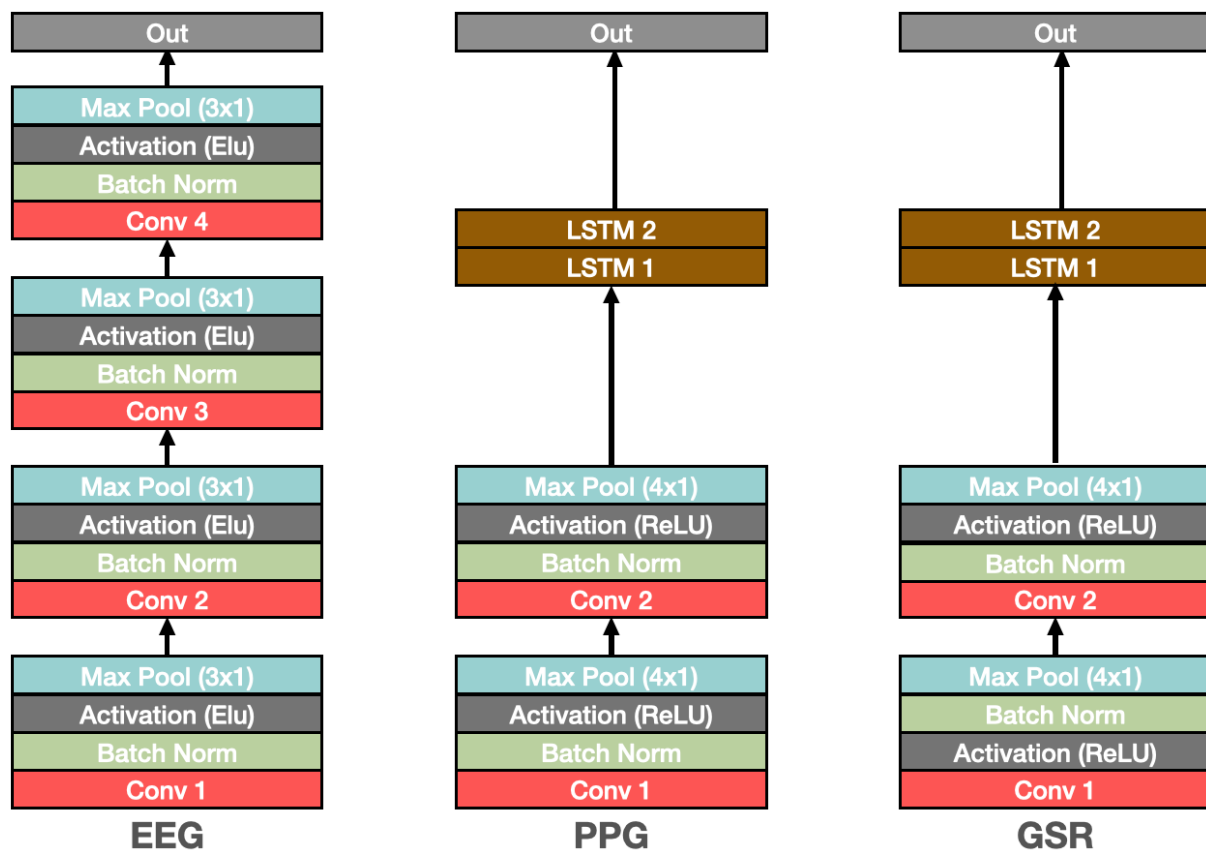 Out
Max Pool (3x1)
Activation (Elu)
Batch Norm
Conv 4
Max Pool (3x1)
Activation (Elu)
Batch Norm
Conv 3
Max Pool (3x1)
Activation (Elu)
Batch Norm
Conv 2
Max Pool (3x1)
Activation (Elu)
Batch Norm
Conv 1
EEG
Out
LSTM 2
LSTM 1
Max Pool (4x1)
Activation (ReLU)
Batch Norm
Conv 2
Max Pool (4x1)
Activation (ReLU)
Batch Norm
Conv 1
PPG
Out
LSTM 2
LSTM 1
Max Pool (4x1)
Activation (ReLU)
Batch Norm
Conv 2
Max Pool (4x1)
Batch Norm
Activation (ReLU)
Conv 1
GSR